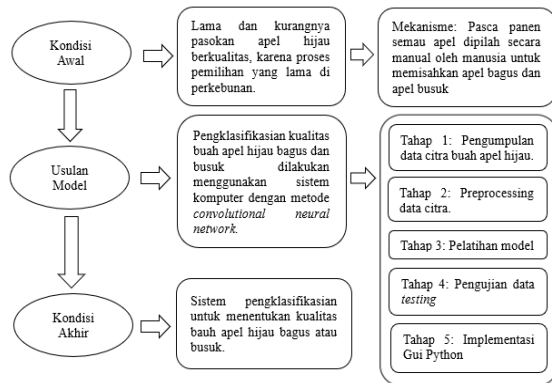 Kondisi
Awal
Lama dan kurangnya
pasokan apel hijau
berkualitas, karena proses
pemilihan yang lama di
perkebunan.
Mekanisme: Pasca panen
semau apel dipilah secara
manual oleh manusia untuk
memisahkan apel bagus dan
apel busuk
Usulan
Model
Pengklasifikasian kualitas
buah apel hijau bagus dan
busuk dilakukan
menggunakan sistem
komputer dengan metode
convolutional neural
network.
Tahap 1: Pengumpulan
data citra buah apel hijau.
Tahap 2: Preprocessing
data citra.
Tahap 3: Pelatihan model
Tahap 4: Pengujian data
testing
Tahap 5: Implementasi
Gui Python
Kondisi
Akhir
Sistem pengklasifikasian
untuk menentukan kualitas
bauh apel hijau bagus atau
busuk.